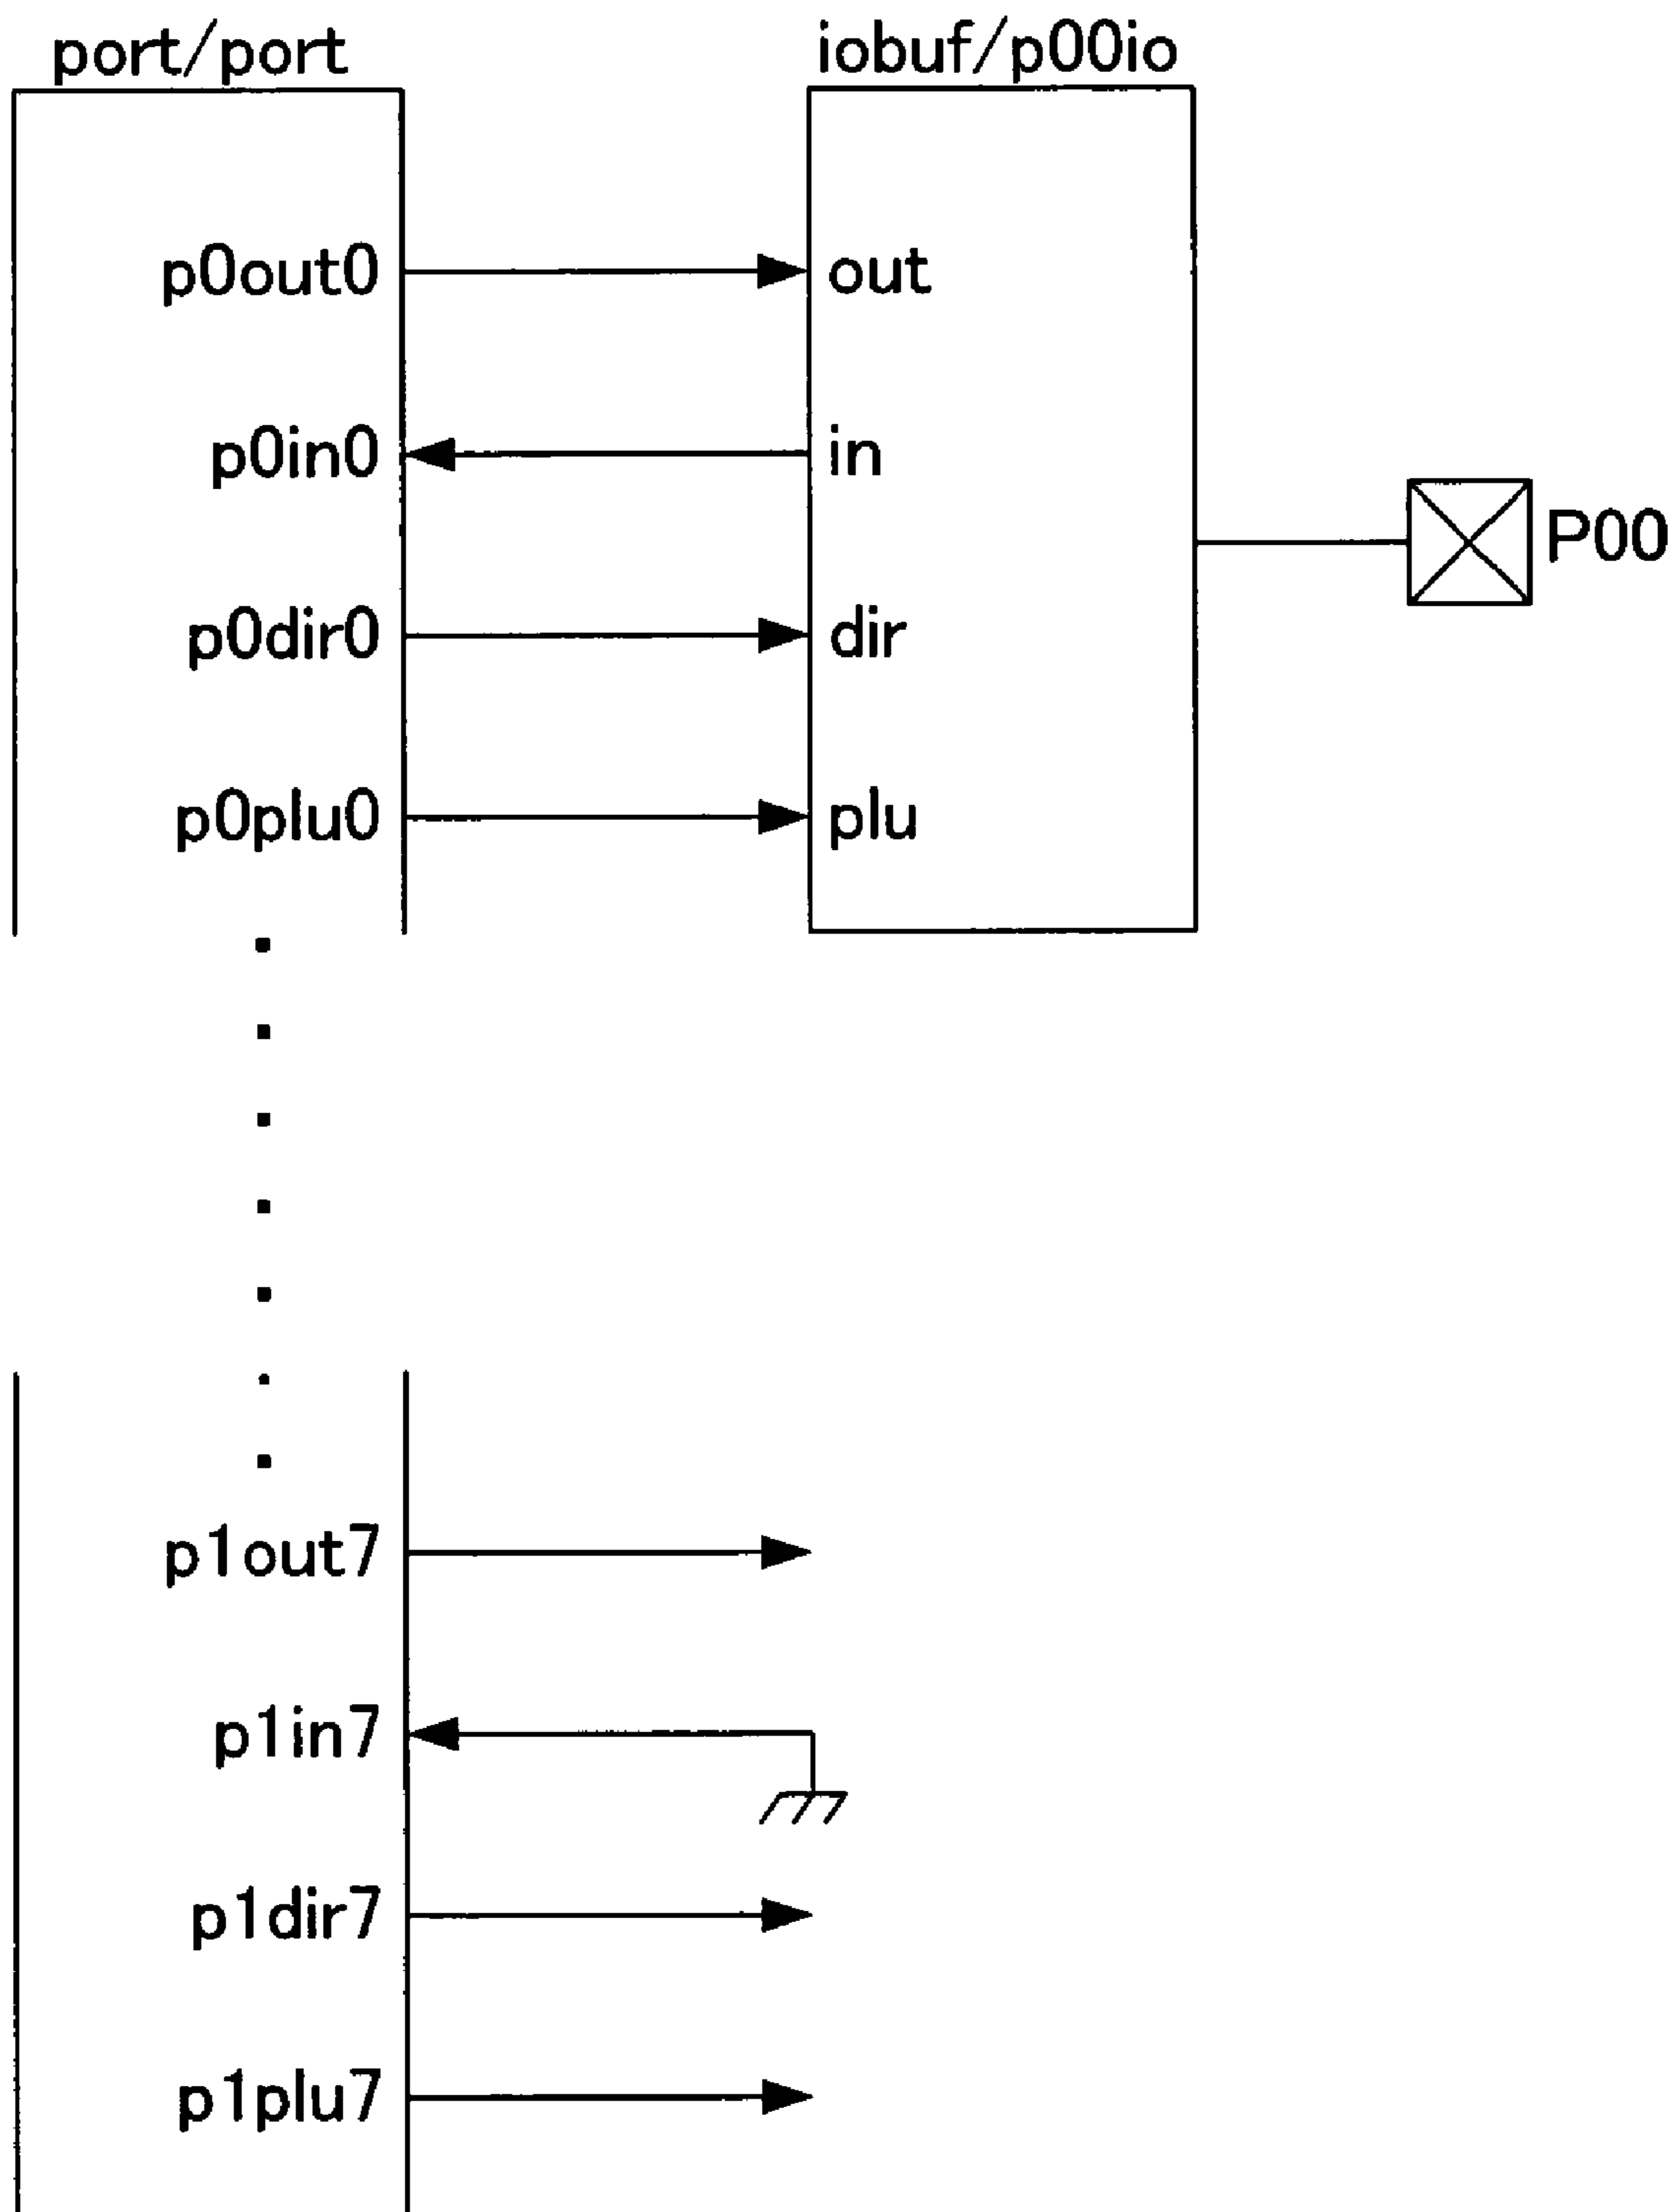 port/port
iobuf/p00io
p0out0
out
p0in0
in
P00
p0dir0
dir
p0plu0
plu
p1out7
p1in7
p1dir7
p1plu7